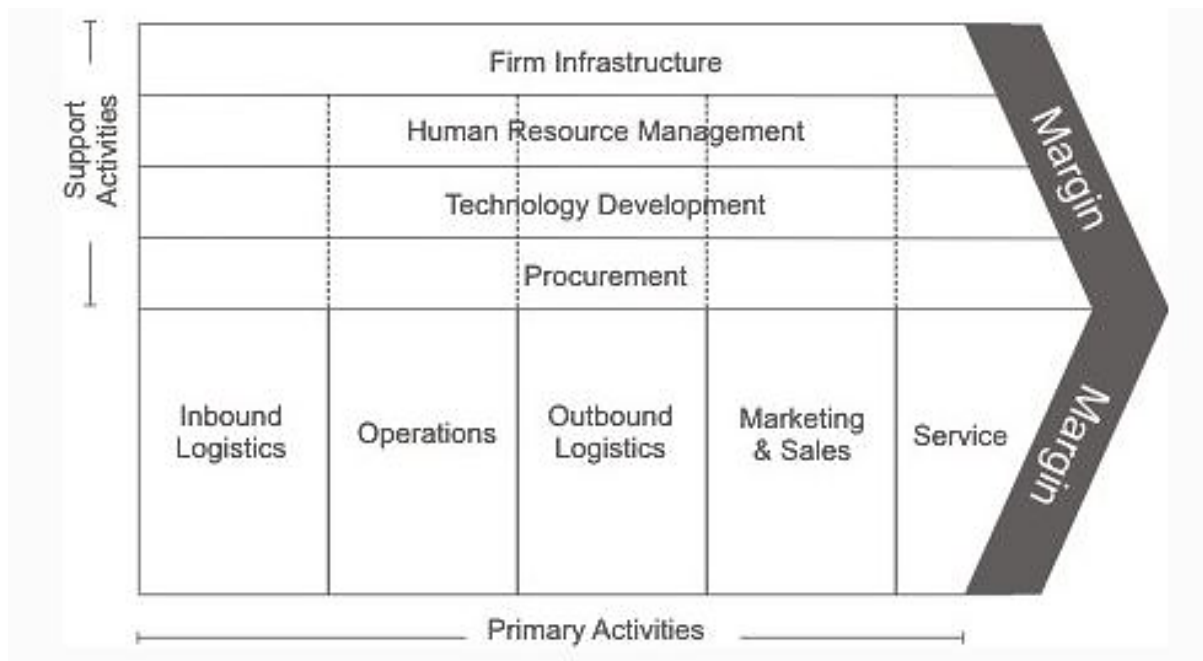 Support
Activities
Firm Infrastructure
Human Resource Management
Technology Development
Procurement
Margin
Inbound
Logistics
Operations
Outbound
Logistics
Marketing
& Sales
Service
Margin
Primary Activities